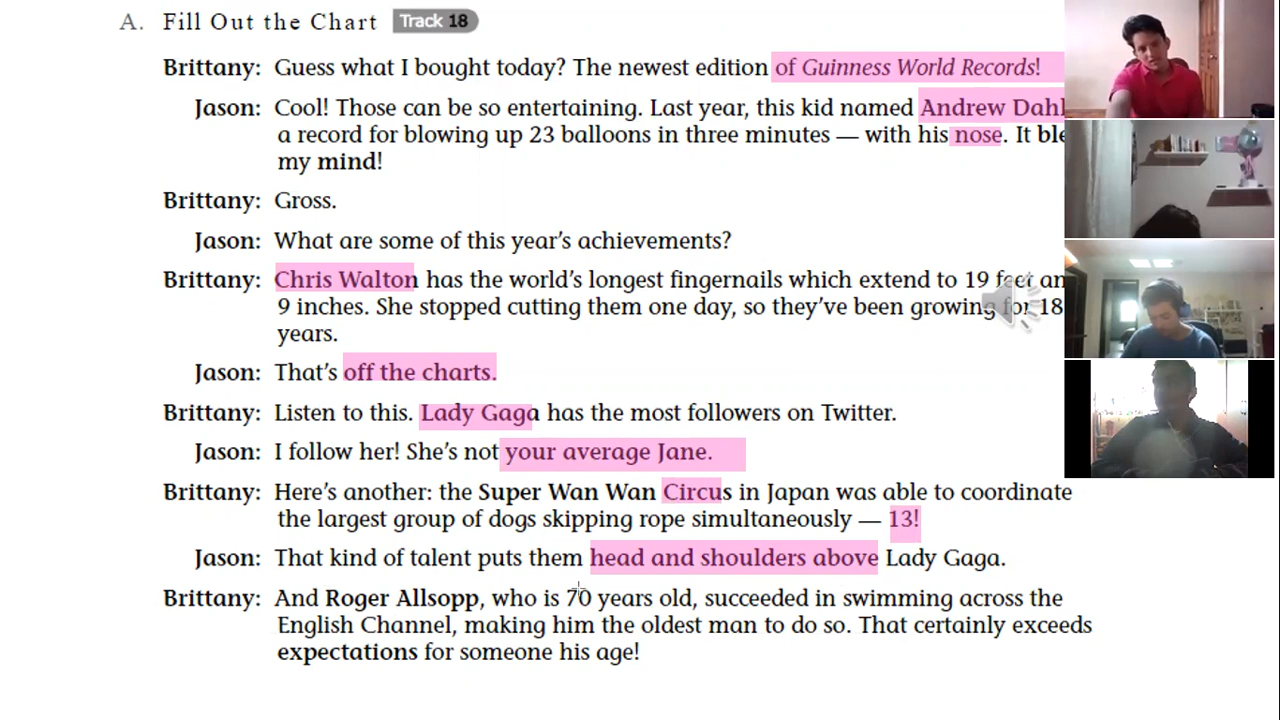 A. Fill Out the Chart Track 18
Brittany: Guess what I bought today? The newest edition of Guinness World Records!
Jason: Cool! Those can be so entertaining. Last year, this kid named Andrew Dahl
a record for blowing up 23 balloons in three minutes — with his nose. It
my mind!
Brittany: Gross.
Jason: What are some of this year's achievements?
Brittany: Chris Walton has the world's longest fingernails which extend to 19 feet
9 inches. She stopped cutting them one day, so they've been growing for 18
years.
Jason: That's off the charts.
Brittany: Listen to this. Lady Gaga has the most followers on Twitter.
Jason: I follow her! She's not your average Jane.
Brittany: Here's another: the Super Wan Wan Circus in Japan was able to coordinate
the largest group of dogs skipping rope simultaneously — 13!
Jason: That kind of talent puts them head and shoulders above Lady Gaga.
Brittany: And Roger Allsopp, who is 70 years old, succeeded in swimming across the
English Channel, making him the oldest man to do so. That certainly exceeds
expectations for someone his age!